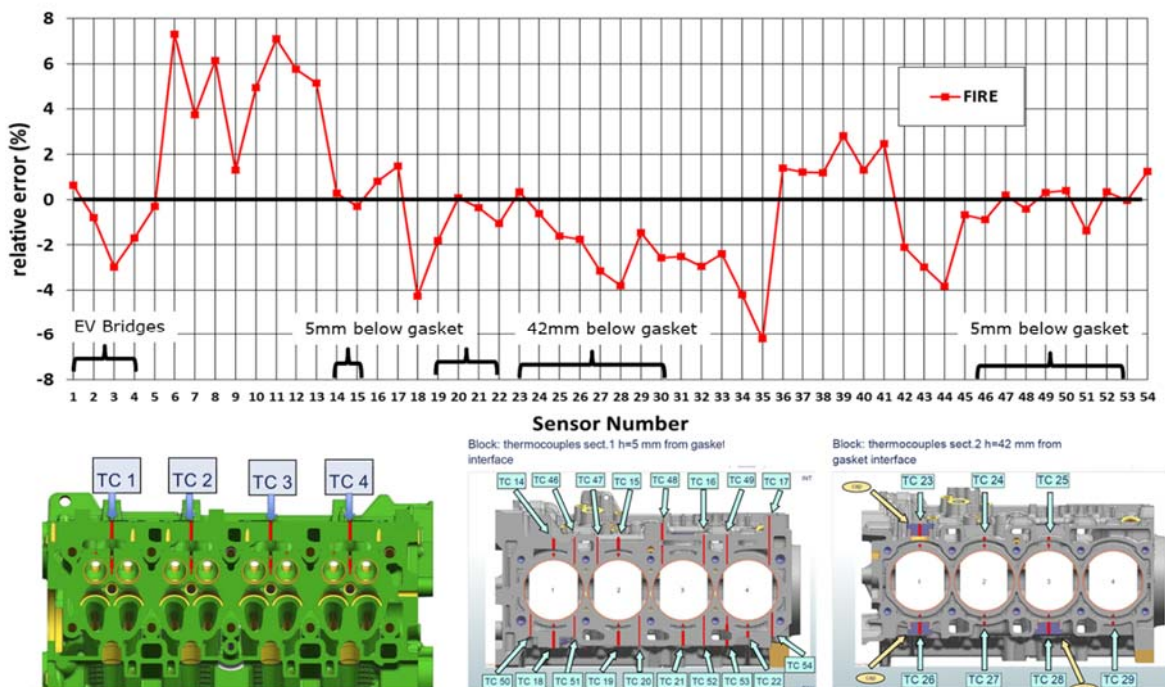 8
6
4
2
0
-2
-4
-6
-8
relative error (%)
FIRE
EV Bridges
5mm below gasket
42mm below gasket
5mm below gasket
1 2 3 4 5 6 7 8 9 10 11 12 13 14 15 16 17 18 19 20 21 22 23 24 25 26 27 28 29 30 31 32 33 34 35 36 37 38 39 40 41 42 43 44 45 46 47 48 49 50 51 52 53 54
Sensor Number
TC 1 TC 2 TC 3 TC 4
Block: thermocouples sect.1 h=5 mm from gasket
interface
TC 14 TC 46 TC 47 TC 15 TC 48 TC 16 TC 49 TC 17
1 2 3 4
TC 54
TC 50 TC 18 TC 51 TC 19 TC 20 TC 21 TC 52 TC 53 TC 22
Block: thermocouples sect.2 h=42 mm from
gasket interface
TC 23 TC 24 TC 25
1 2 3 4
TC 26 TC 27 TC 28 TC 29